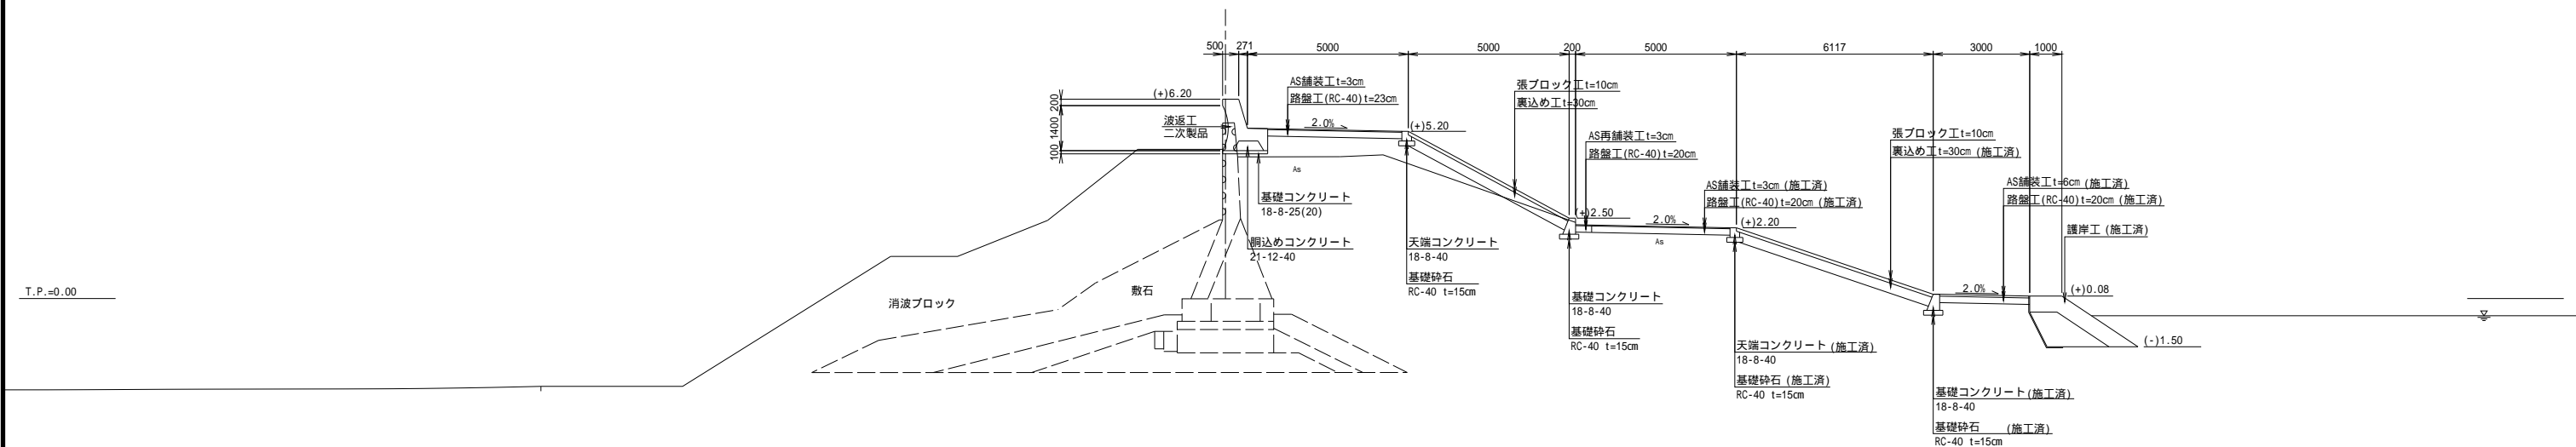 500
271
5000
5000
200
5000
6117
3000
1000
200
1400
100
(+)6.20
波返工
二次製品
AS舗装工t=3cm
路盤工(RC-40)t=23cm
2.0%
(+)5.20
As
基礎コンクリート
18-8-25(20)
胴込めコンクリート
21-12-40
天端コンクリート
18-8-40
基礎砕石
RC-40 t=15cm
張ブロック工t=10cm
裏込め工t=30cm
AS再舗装工t=3cm
路盤工(RC-40)t=20cm
(+)2.50
2.0%
As
基礎コンクリート
18-8-40
基礎砕石
RC-40 t=15cm
AS舗装工t=3cm (施工済)
路盤工(RC-40)t=20cm (施工済)
(+)2.20
天端コンクリート (施工済)
18-8-40
基礎砕石 (施工済)
RC-40 t=15cm
張ブロック工t=10cm
裏込め工t=30cm (施工済)
AS舗装工t=6cm (施工済)
路盤工(RC-40)t=20cm (施工済)
護岸工 (施工済)
2.0%
(+)0.08
(-)1.50
基礎コンクリート (施工済)
18-8-40
基礎砕石 (施工済)
RC-40 t=15cm
T.P.=0.00
消波ブロック
敷石